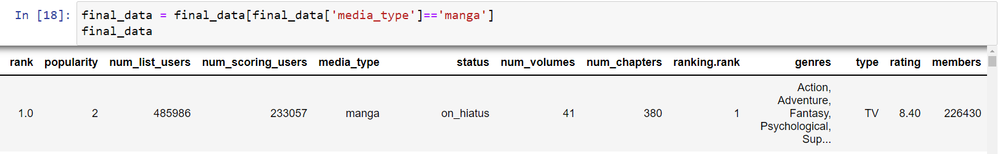 In [18]: final_data = final_data[final_data['media_type']=='manga']
final_data
rank popularity num_list_users num_scoring_users media_type status num_volumes num_chapters ranking.rank genres type rating members
Action,
Adventure,
1.0 2 485986 233057 manga on_hiatus 41 380 1 Fantasy, TV 8.40 226430
Psychological,
Sup...